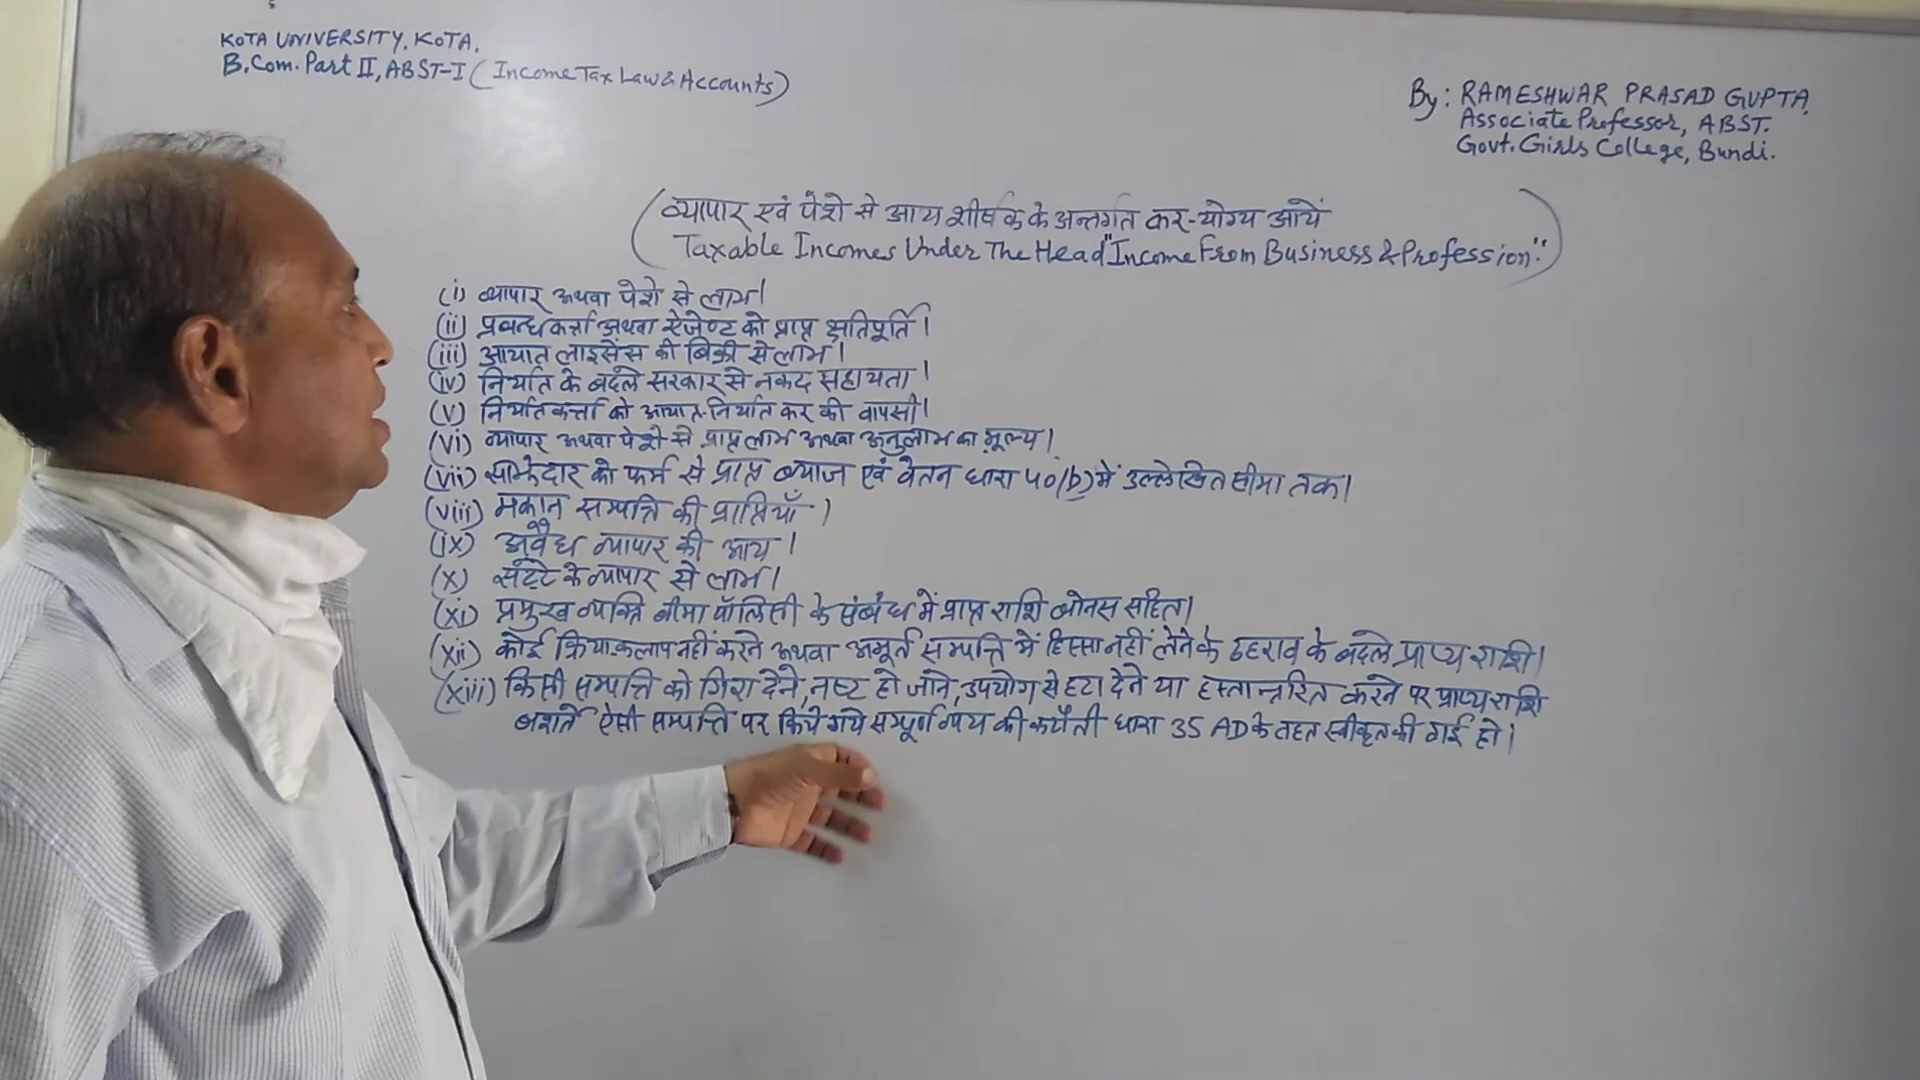 KOTA UNIVERSITY, KOTA.
B.Com. Part II, ABST-I (Income Tax Law & Accounts)
By: RAMESHWAR PRASAD GUPTA
Associate Professor, ABST.
Govt. Girls College, Bundi.
(व्यापार एवं पेशे से आय शीर्षक के अन्तर्गत कर-योग्य आयें
Taxable Incomes Under The Head "Income From Business & Profession".)
(i) व्यापार अथवा पेशे से लाभ।
(ii) प्रबन्धकर्त्ता अथवा ऐजेण्ट को प्राप्त क्षतिपूर्ति।
(iii) आयात लाइसेंस की बिक्री से लाभ।
(iv) निर्यात के बदले सरकार से नकद सहायता।
(v) निर्यातकर्त्ता को आयात-निर्यात कर की वापसी।
(vi) व्यापार अथवा पेशे से प्राप्त लाभ अथवा अनुलाभ का मूल्य।
(vii) साझेदार को फर्म से प्राप्त ब्याज एवं वेतन धारा 40(b) में उल्लेखित सीमा तक।
(viii) मकान सम्पत्ति की प्राप्तियाँ।
(ix) अवैध व्यापार की आय।
(x) सट्टे के व्यापार से लाभ।
(xi) प्रमुख व्यक्ति बीमा पॉलिसी के संबंध में प्राप्त राशि बोनस सहित।
(xii) कोई क्रियाकलाप नहीं करने अथवा अमूर्त सम्पत्ति में हिस्सा नहीं लेने के ठहराव के बदले प्राप्य राशि।
(xiii) किसी सम्पत्ति को गिरा देने, नष्ट हो जाने, उपयोग से हटा देने या हस्तान्तरित करने पर प्राप्य राशि
बशर्ते ऐसी सम्पत्ति पर किये गये सम्पूर्ण व्यय की कटौती धारा 35 AD के तहत स्वीकृत की गई हो।